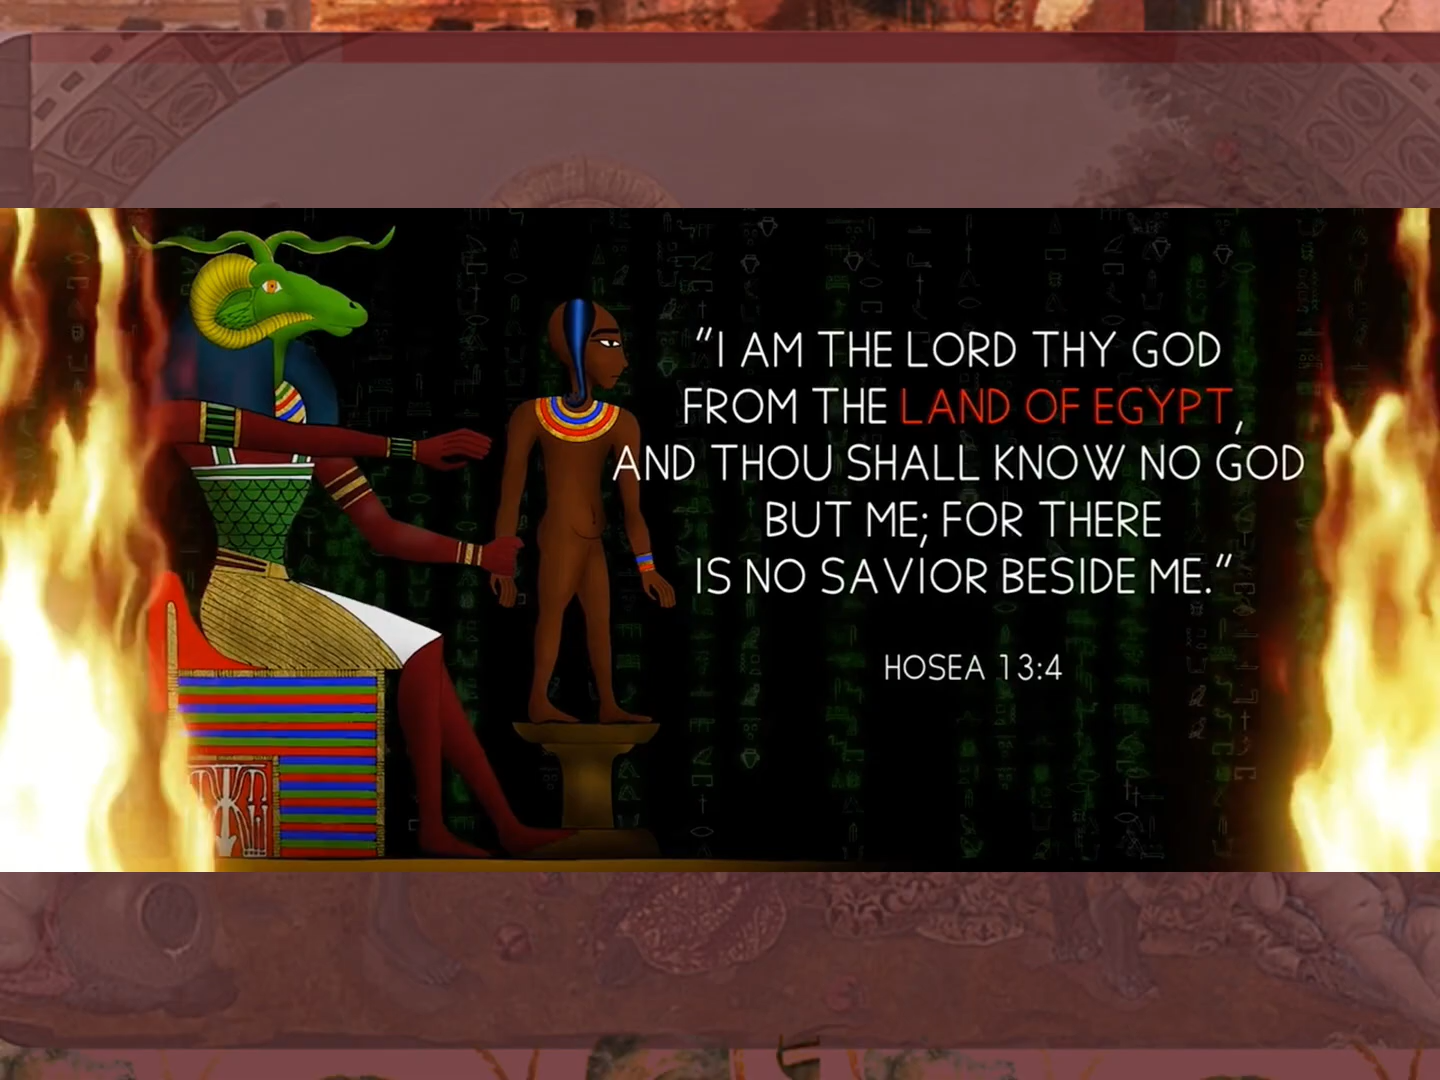 "I AM THE LORD THY GOD
FROM THE LAND OF EGYPT,
AND THOU SHALL KNOW NO GOD
BUT ME; FOR THERE
IS NO SAVIOR BESIDE ME."
HOSEA 13:4